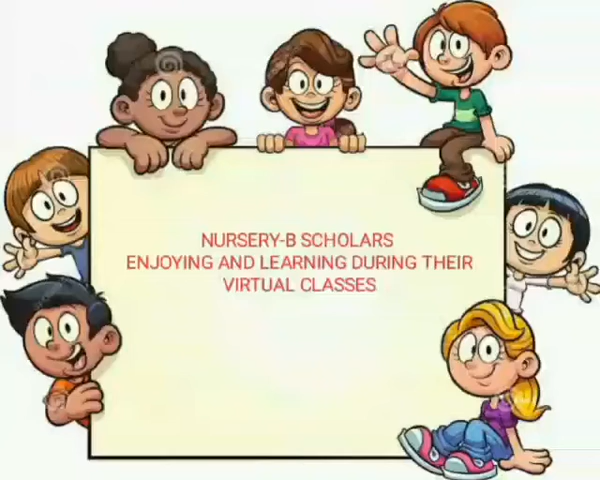 NURSERY-B SCHOLARS
ENJOYING AND LEARNING DURING THEIR
VIRTUAL CLASSES